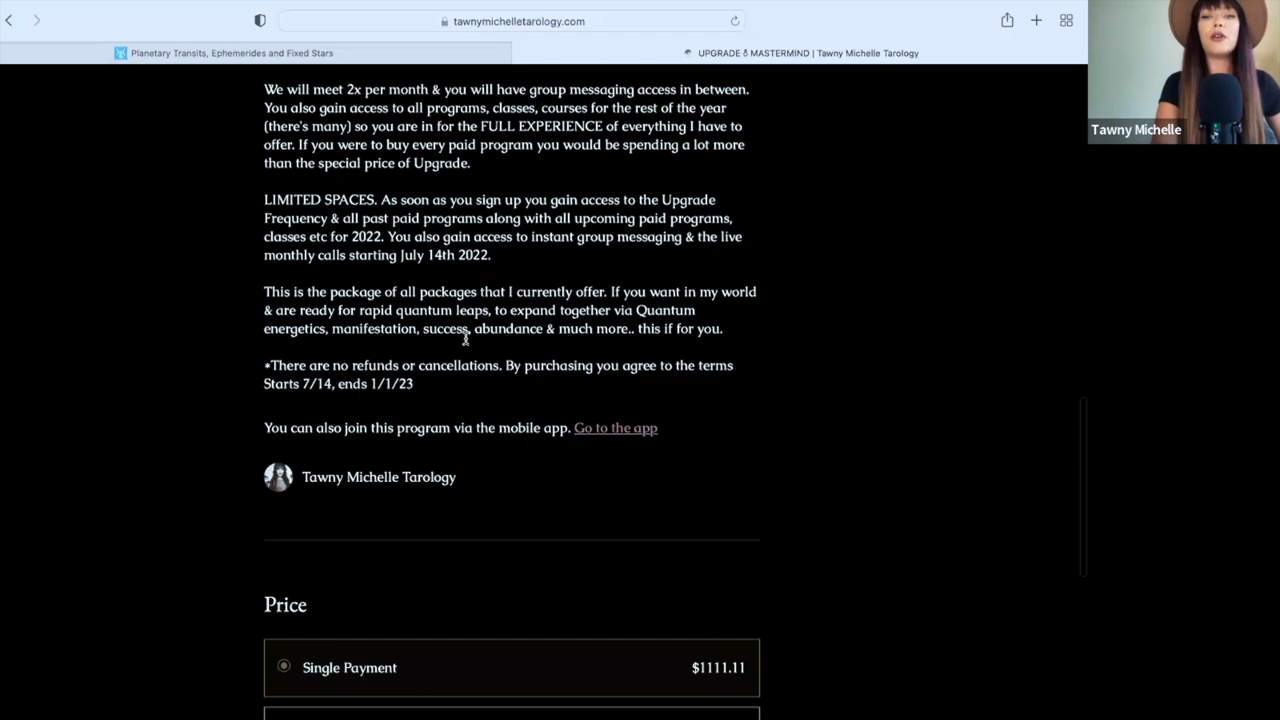 tawnymichelletarology.com
Planetary Transits, Ephemerides and Fixed Stars
UPGRADE MASTERMIND | Tawny Michelle Tarology
Tawny Michelle
We will meet 2x per month & you will have group messaging access in between.
You also gain access to all programs, classes, courses for the rest of the year
(there's many) so you are in for the FULL EXPERIENCE of everything I have to
offer. If you were to buy every paid program you would be spending a lot more
than the special price of Upgrade.
LIMITED SPACES. As soon as you sign up you gain access to the Upgrade
Frequency & all past paid programs along with all upcoming paid programs,
classes etc for 2022. You also gain access to instant group messaging & the live
monthly calls starting July 14th 2022.
This is the package of all packages that I currently offer. If you want in my world
& are ready for rapid quantum leaps, to expand together via Quantum
energetics, manifestation, success, abundance & much more.. this if for you.
*There are no refunds or cancellations. By purchasing you agree to the terms
Starts 7/14, ends 1/1/23
You can also join this program via the mobile app. Go to the app
Tawny Michelle Tarology
Price
Single Payment $1111.11